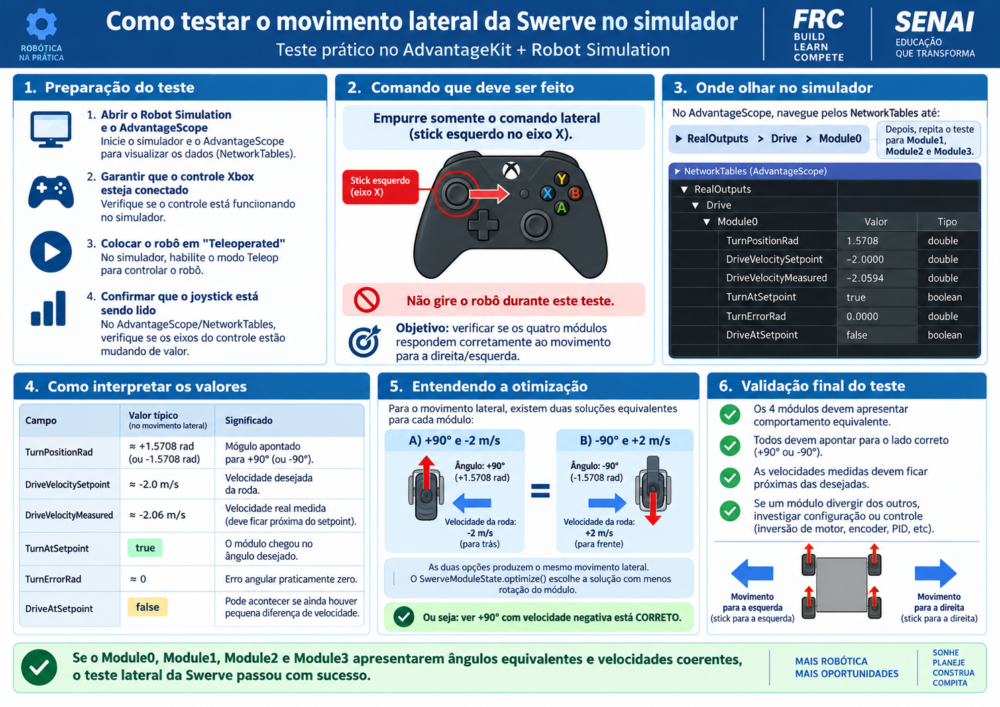 ROBÓTICA
NA PRÁTICA
Como testar o movimento lateral da Swerve no simulador
Teste prático no AdvantageKit + Robot Simulation
FRC
BUILD
LEARN
COMPETE
SENAI
EDUCAÇÃO
QUE TRANSFORMA
1. Preparação do teste
1. Abrir o Robot Simulation
e o AdvantageScope
Inicie o simulador e o AdvantageScope
para visualizar os dados (NetworkTables).
2. Garantir que o controle Xbox
esteja conectado
Verifique se o controle está funciionando
no simulador.
3. Colocar o robô em "Teleoperated"
No simulador, habilite o modo Teleop
para controlar o robô.
4. Confirmar que o joystick está
sendo lido
No AdvantageScope/NetworkTables,
verifique se os eixos do controle estão
mudando de valor.
2. Comando que deve ser feito
Empurre somente o comando lateral
(stick esquerdo no eixo X).
Stick esquerdo
(eixo X)
Y
X
B
A
Não gire o robô durante este teste.
Objetivo: verificar se os quatro módulos
respondem corretamente ao movimento
para a direita/esquerda.
3. Onde olhar no simulador
No AdvantageScope, navegue pelos NetworkTables até:
▶ RealOutputs > Drive > Module0
Depois, repita o teste
para Module1,
Module2 e Module3.
▶ NetworkTables (AdvantageScope)
▼ RealOutputs
▼ Drive
▼ Module0 Valor Tipo
TurnPositionRad 1.5708 double
DriveVelocitySetpoint -2.0000 double
DriveVelocityMeasured -2.0594 double
TurnAtSetpoint true boolean
TurnErrorRad 0.0000 double
DriveAtSetpoint false boolean
4. Como interpretar os valores
Campo
Valor típico
(no movimento lateral)
Significado
TurnPositionRad
≈ +1.5708 rad
(ou -1.5708 rad)
Mógulo apontado
para +90° (ou -90°).
DriveVelocitySetpoint
≈ -2.0 m/s
Velocidade desejada
da roda.
DriveVelocityMeasured
≈ -2.06 m/s
Velocidade real medida
(deve ficar próxima do setpoint).
TurnAtSetpoint
true
O módulo chegou no
ângulo desejado.
TurnErrorRad
≈ 0
Erro angular praticamente zero.
DriveAtSetpoint
false
Pode acontecer se ainda houver
pequena diferença de velocidade.
5. Entendendo a otimização
Para o movimento lateral, existem duas soluções equivalentes
para cada módulo:
A) +90° e -2 m/s
Ângulo: +90°
(+1.5708 rad)
Velocidade da roda:
-2 m/s
(para trás)
=
B) -90° e +2 m/s
Ângulo: -90°
(-1.5708 rad)
Velocidade da roda:
+2 m/s
(para frente)
As duas opções produzem o mesmo movimento lateral.
O SwerveModuleState.optimize() escolhe a solução com menos
rotação do módulo.
Ou seja: ver +90° com velocidade negativa está CORRETO.
6. Validação final do teste
Os 4 módulos devem apresentar
comportamento equivalente.
Todos devem apontar para o lado correto
(+90° ou -90°).
As velocidades medidas devem ficar
próximas das desejadas.
Se um módulo divergir dos outros,
investigar configuração ou controle
(inversão de motor, encoder, PID, etc).
Movimento
para a esquerda
(stick para a esquerda)
Movimento
para a direita
(stick para a direita)
Se o Module0, Module1, Module2 e Module3 apresentarem ângulos equivalentes e velocidades coerentes,
o teste lateral da Swerve passou com sucesso.
MAIS ROBÓTICA
MAIS OPORTUNIDADES
SONHE
PLANEJE
CONSTRUA
COMPITA